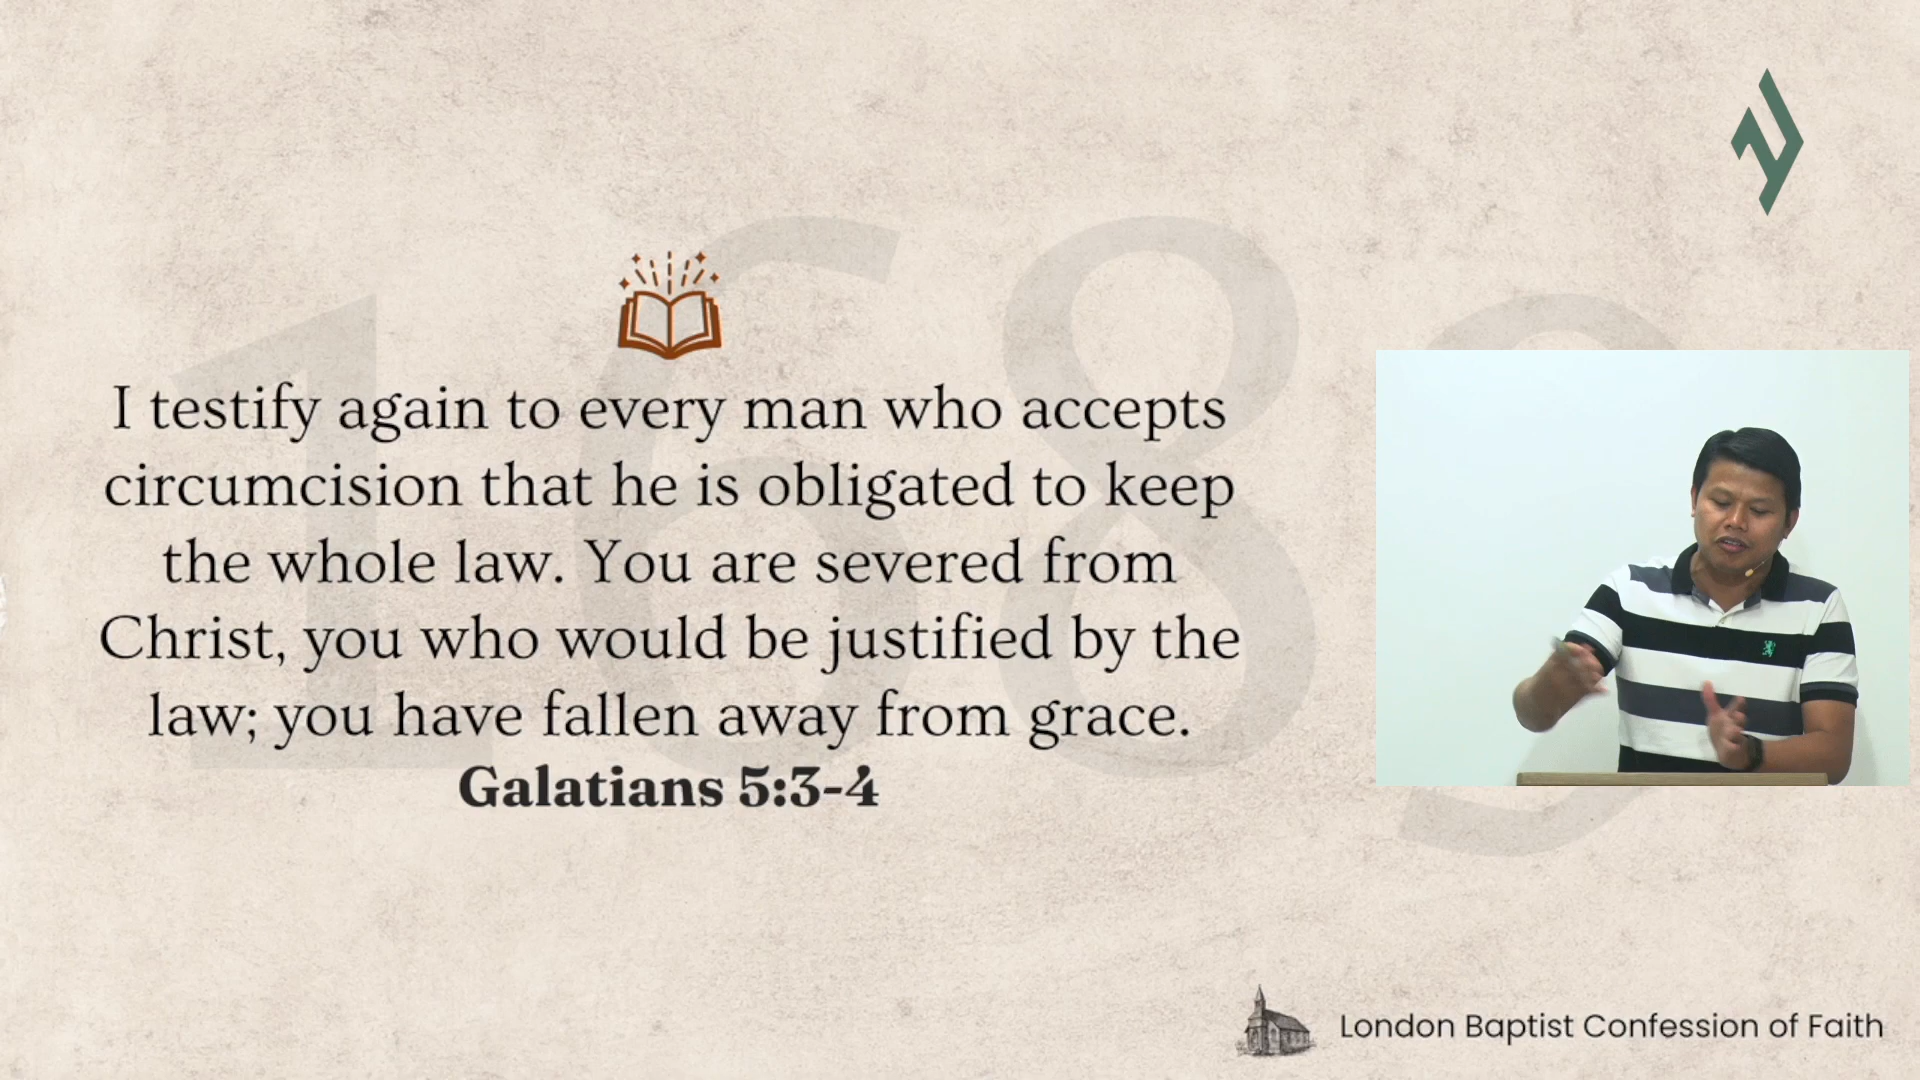 1689
I testify again to every man who accepts
circumcision that he is obligated to keep
the whole law. You are severed from
Christ, you who would be justified by the
law; you have fallen away from grace.
Galatians 5:3-4
London Baptist Confession of Faith